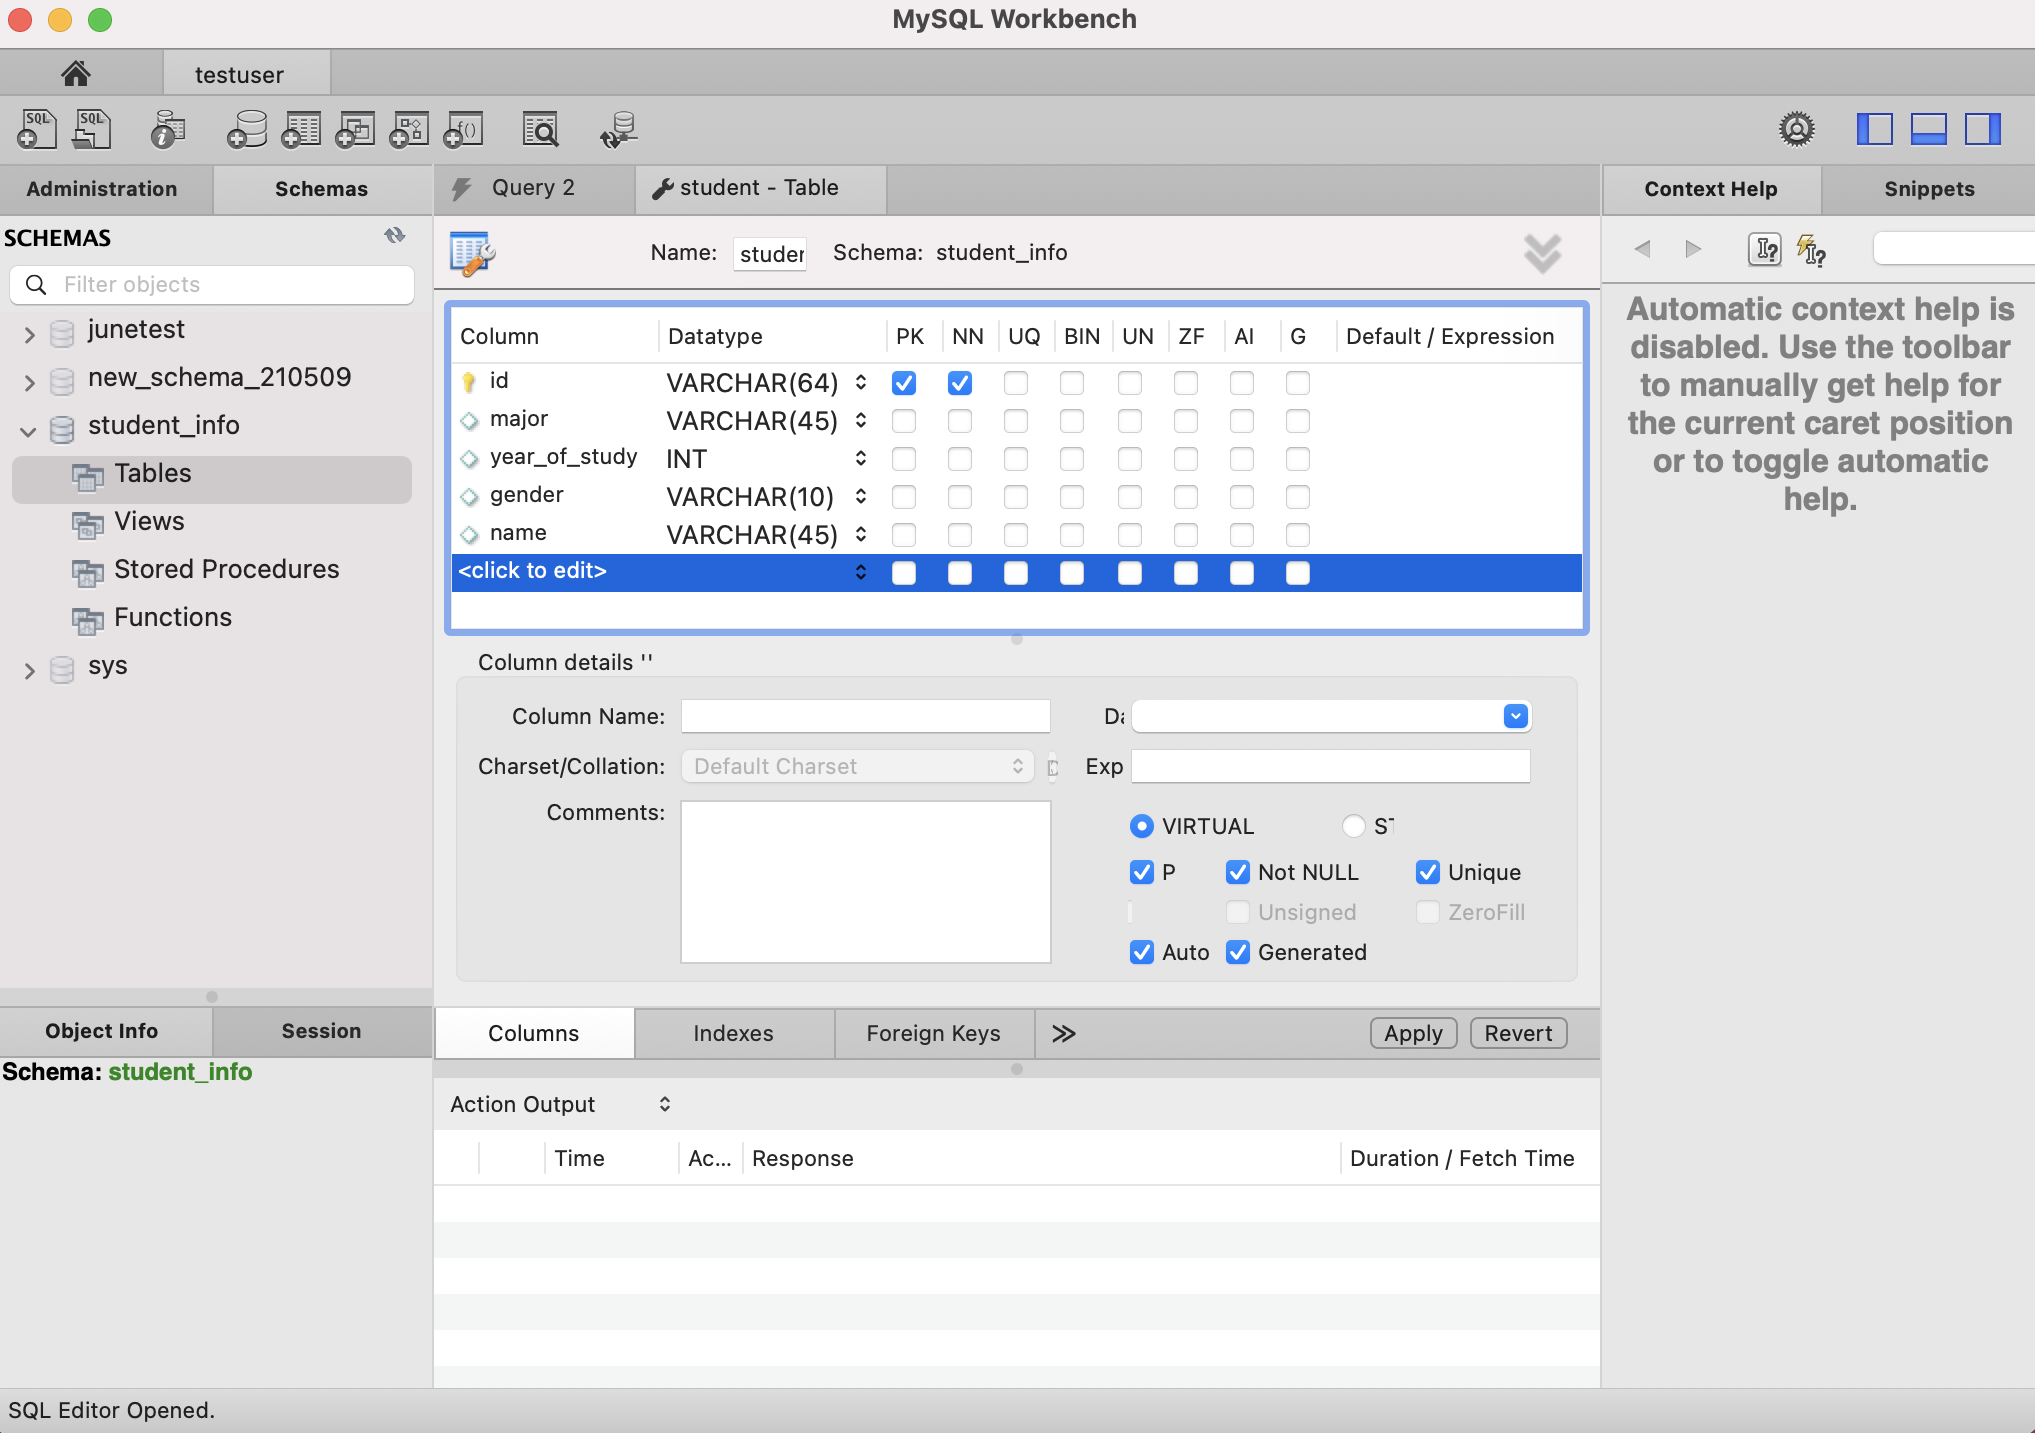 MySQL Workbench
testuser
Administration
Schemas
Query 2
student - Table
Context Help
Snippets
SCHEMAS
Filter objects
junetest
new_schema_210509
student_info
Tables
Views
Stored Procedures
Functions
sys
Name: studer Schema: student_info
Column Datatype PK NN UQ BIN UN ZF AI G Default / Expression
id VARCHAR(64)
major VARCHAR(45)
year_of_study INT
gender VARCHAR(10)
name VARCHAR(45)
<click to edit>
Column details ''
Column Name:
Charset/Collation: Default Charset Exp
Comments:
VIRTUAL ST
P Not NULL Unique
Unsigned ZeroFill
Auto Generated
Automatic context help is
disabled. Use the toolbar
to manually get help for
the current caret position
or to toggle automatic
help.
Object Info
Session
Schema: student_info
Columns Indexes Foreign Keys Apply Revert
Action Output
Time Ac... Response Duration / Fetch Time
SQL Editor Opened.